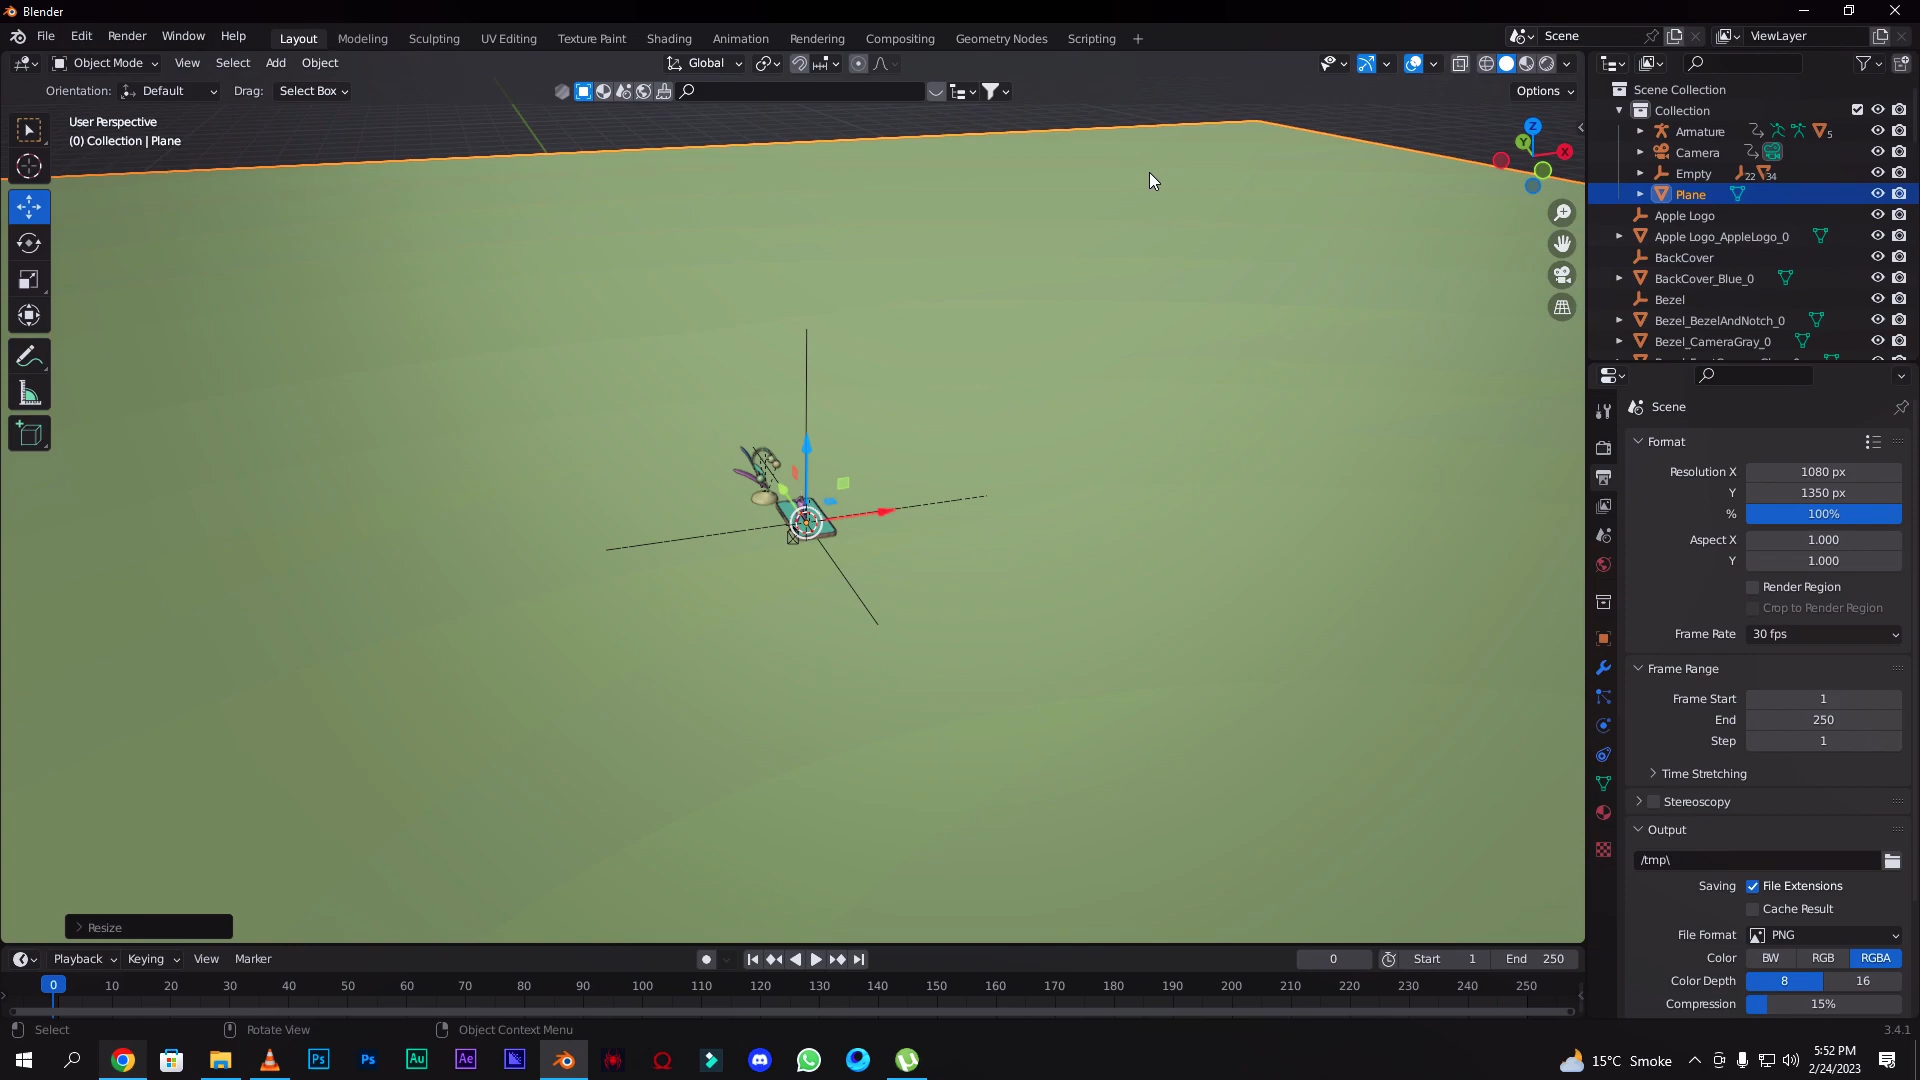 Blender
File Edit Render Window Help
Layout Modeling Sculpting UV Editing Texture Paint Shading Animation Rendering Compositing Geometry Nodes Scripting
Scene ViewLayer
Object Mode View Select Add Object
Global
Orientation: Default Drag: Select Box
Options
User Perspective
(0) Collection | Plane
Z
Y
X
Scene Collection
Collection
Armature 5
Camera
Empty 22 34
Plane
Apple Logo
Apple Logo_AppleLogo_0
BackCover
BackCover_Blue_0
Bezel
Bezel_BezelAndNotch_0
Bezel_CameraGray_0
Scene
Format
Resolution X 1080 px
Y 1350 px
% 100%
Aspect X 1.000
Y 1.000
Render Region
Crop to Render Region
Frame Rate 30 fps
Frame Range
Frame Start 1
End 250
Step 1
Time Stretching
Stereoscopy
Output
/tmp\
Saving File Extensions
Cache Result
File Format PNG
Color BW RGB RGBA
Color Depth 8 16
Compression 15%
Resize
Playback Keying View Marker
0 Start 1 End 250
0 10 20 30 40 50 60 70 80 90 100 110 120 130 140 150 160 170 180 190 200 210 220 230 240 250
Select Rotate View Object Context Menu
3.4.1
Ps Ps Au Ae
15°C Smoke
5:52 PM
2/24/2023